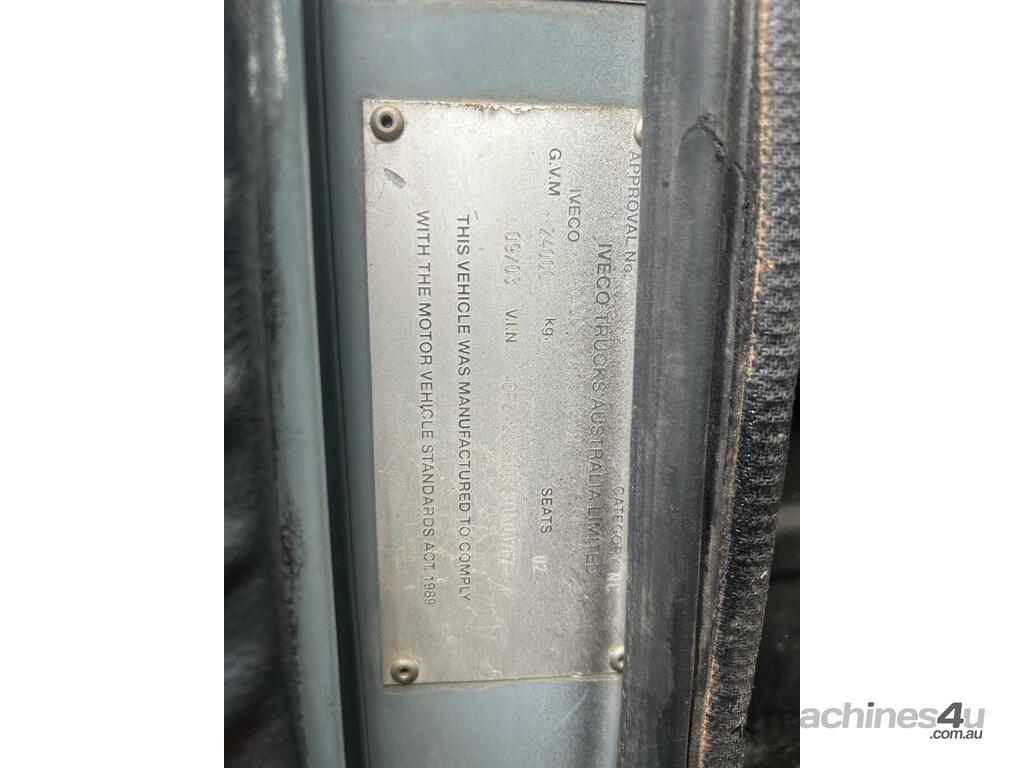 APPROVAL.No. CATEGORY
IVECO TRUCKS AUSTRALIA LIMITED
IVECO
G.V.M 24000 kg. SEATS 02
09/03 V.I.N
THIS VEHICLE WAS MANUFACTURED TO COMPLY
WITH THE MOTOR VEHICLE STANDARDS ACT 1989
machines4u
.com.au